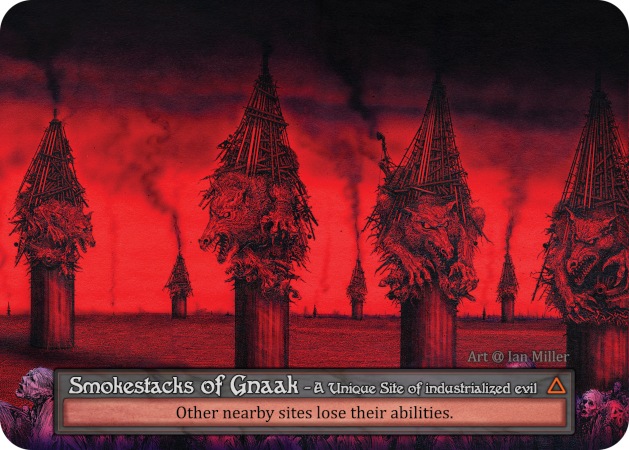 Art @ Ian Miller
Smokestacks of Gnaak - A Unique Site of industrialized evil
Other nearby sites lose their abilities.